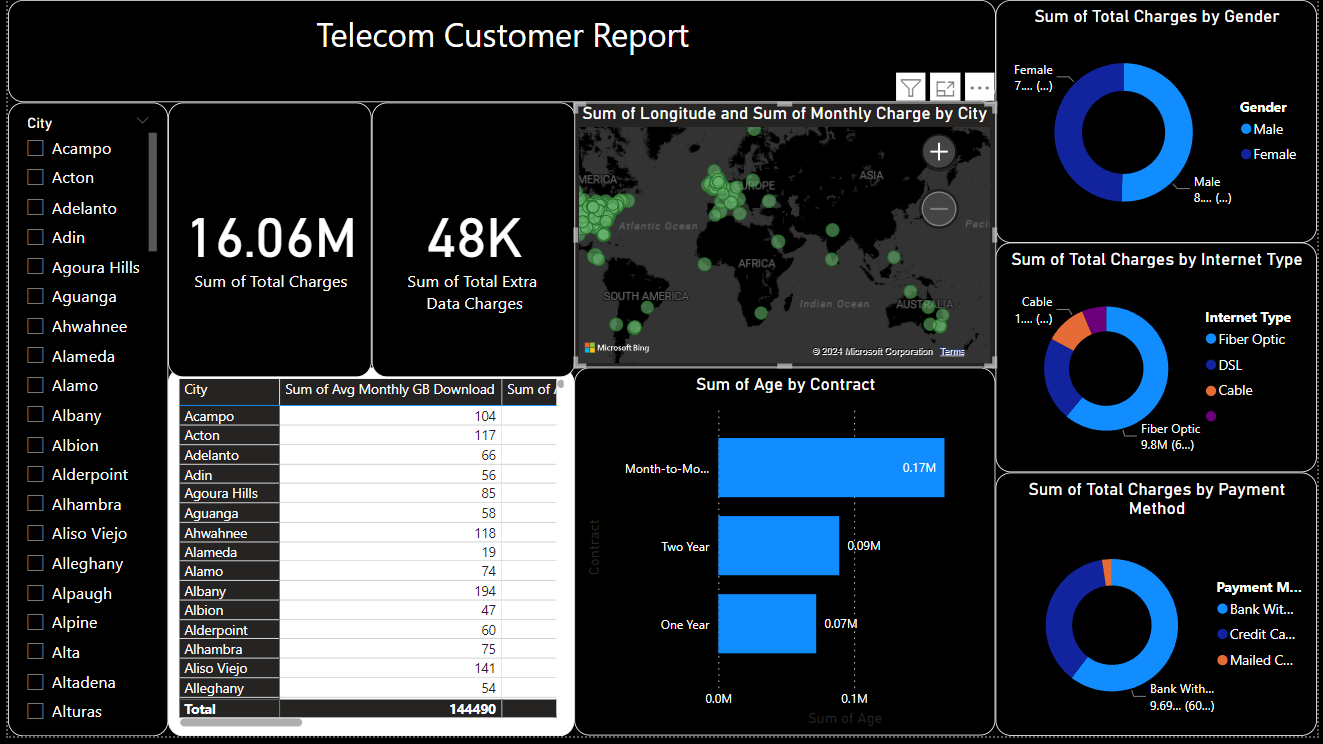 Telecom Customer Report
City
Acampo
Acton
Adelanto
Adin
Agoura Hills
Aguanga
Ahwahnee
Alameda
Alamo
Albany
Albion
Alderpoint
Alhambra
Aliso Viejo
Alleghany
Alpaugh
Alpine
Alta
Altadena
Alturas
16.06M
Sum of Total Charges
48K
Sum of Total Extra
Data Charges
Sum of Longitude and Sum of Monthly Charge by City
MERICA
EUROPE
ASIA
Atlantic Ocean
Paci
AFRICA
SOUTH AMERICA
Indian Ocean
AUSTRALIA
Microsoft Bing
© 2024 Microsoft Corporation Terms
City Sum of Avg Monthly GB Download Sum of A
Acampo 104
Acton 117
Adelanto 66
Adin 56
Agoura Hills 85
Aguanga 58
Ahwahnee 118
Alameda 19
Alamo 74
Albany 194
Albion 47
Alderpoint 60
Alhambra 75
Aliso Viejo 141
Alleghany 54
Total 144490
Sum of Age by Contract
Contract
Month-to-Mo... 0.17M
Two Year 0.09M
One Year 0.07M
0.0M 0.1M
Sum of Age
Sum of Total Charges by Gender
Female
7.... (...)
Male
8.... (...)
Gender
Male
Female
Sum of Total Charges by Internet Type
Cable
1.... (...)
Fiber Optic
9.8M (6...)
Internet Type
Fiber Optic
DSL
Cable
Sum of Total Charges by Payment
Method
Bank With...
9.69... (60...)
Payment M...
Bank Wit...
Credit Ca...
Mailed C...